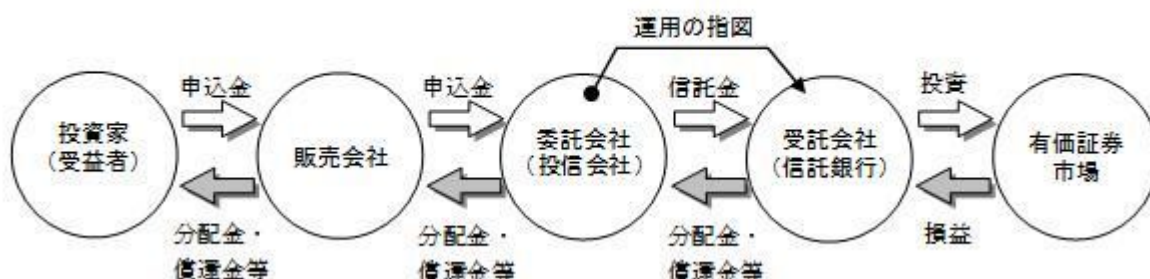 運用の指図
申込金
申込金
信託金
投資
投資家
（受益者）
販売会社
委託会社
（投信会社）
受託会社
（信託銀行）
有価証券
市場
分配金・
償還金等
分配金・
償還金等
分配金・
償還金等
損益